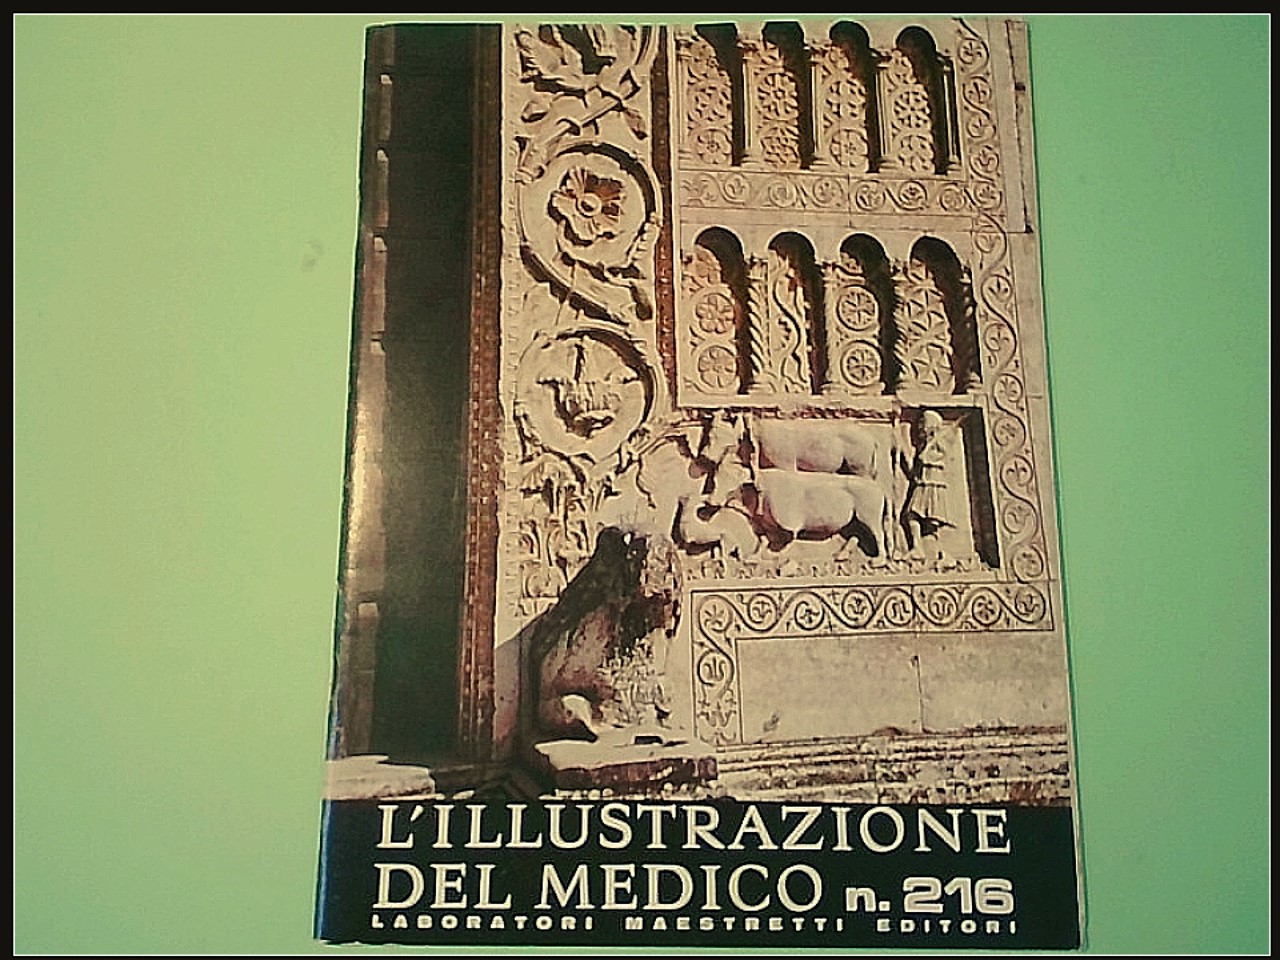 L'ILLUSTRAZIONE
DEL MEDICO n. 216
LABORATORI MAESTRETTI EDITORI